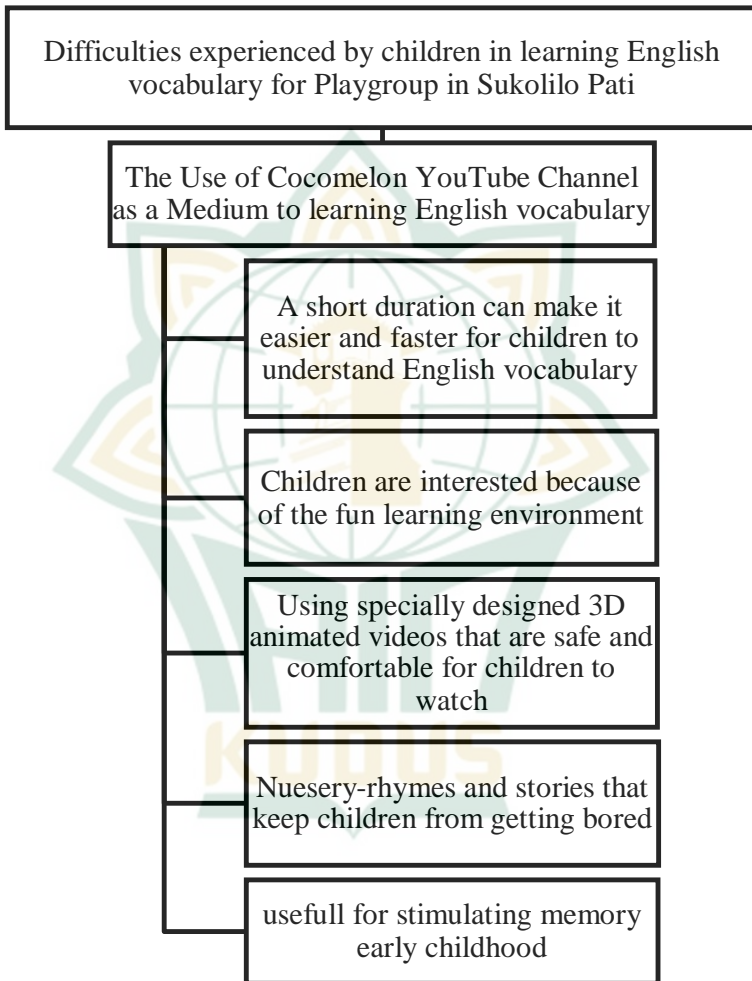 Difficulties experienced by children in learning English
vocabulary for Playgroup in Sukolilo Pati
The Use of Cocomelon YouTube Channel
as a Medium to learning English vocabulary
A short duration can make it
easier and faster for children to
understand English vocabulary
Children are interested because
of the fun learning environment
Using specially designed 3D
animated videos that are safe and
comfortable for children to
watch
Nuesery-rhymes and stories that
keep children from getting bored
usefull for stimulating memory
early childhood
KUDUS